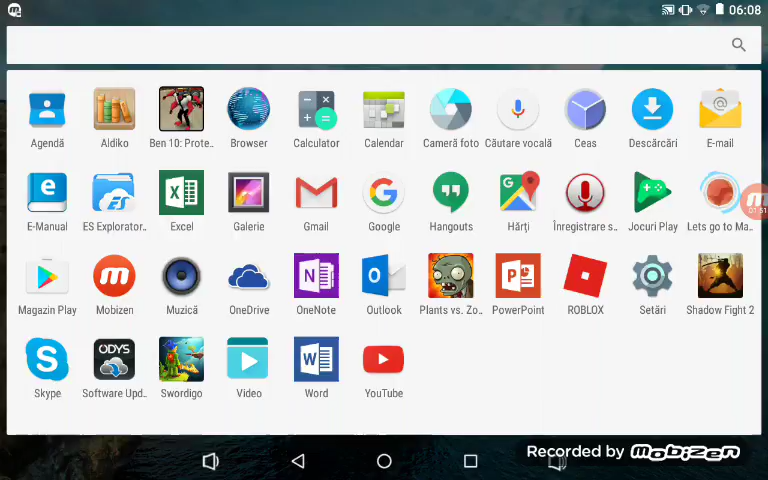 06:08
Agendă
Aldiko
Ben 10: Prote..
Browser
Calculator
Calendar
Cameră foto
Căutare vocală
Ceas
Descărcări
E-mail
E-Manual
ES Explorator..
Excel
Galerie
Gmail
Google
Hangouts
Hărți
Înregistrare s..
Jocuri Play
Lets go to Ma..
01:51
Magazin Play
Mobizen
Muzică
OneDrive
OneNote
Outlook
Plants vs. Zo..
PowerPoint
ROBLOX
Setări
Shadow Fight 2
ODYS
Skype
Software Upd..
Swordigo
Video
Word
YouTube
Recorded by mobizen